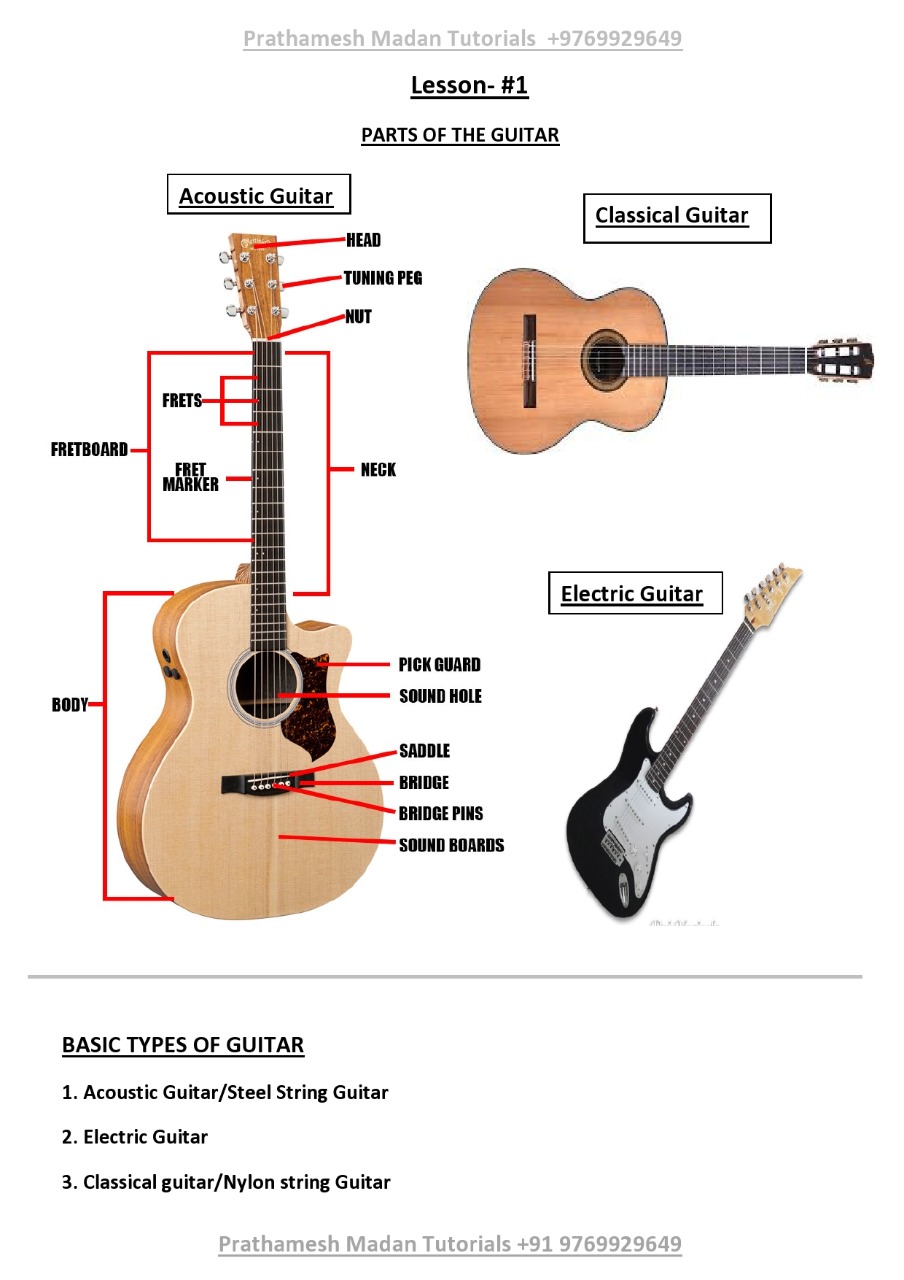 Prathamesh Madan Tutorials  +9769929649
Lesson- #1
PARTS OF THE GUITAR
Acoustic Guitar
Classical Guitar
HEAD
TUNING PEG
NUT
FRETS
FRETBOARD
FRET
MARKER
NECK
Electric Guitar
BODY
PICK GUARD
SOUND HOLE
SADDLE
BRIDGE
BRIDGE PINS
SOUND BOARDS
BASIC TYPES OF GUITAR
1. Acoustic Guitar/Steel String Guitar
2. Electric Guitar
3. Classical guitar/Nylon string Guitar
Prathamesh Madan Tutorials +91 9769929649